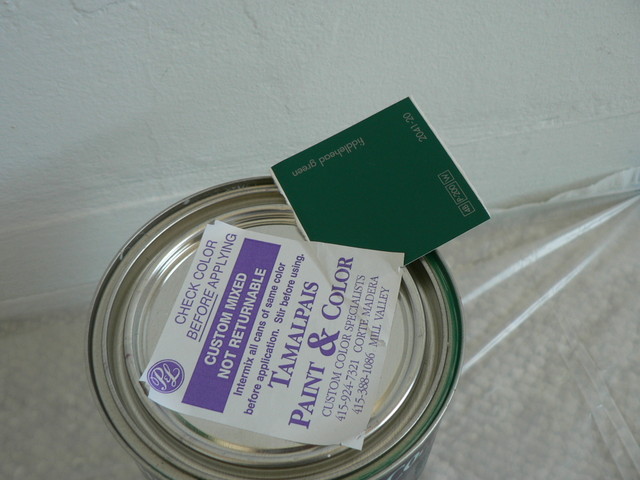 2041-20
fiddlehead green
CHECK COLOR
BEFORE APPLYING
CUSTOM MIXED
NOT RETURNABLE
Intermix all cans of same color
before application. Stir before using.
TAMALPAIS
PAINT & COLOR
CUSTOM COLOR SPECIALISTS
415-924-7321 CORTE MADERA
415-388-1086 MILL VALLEY